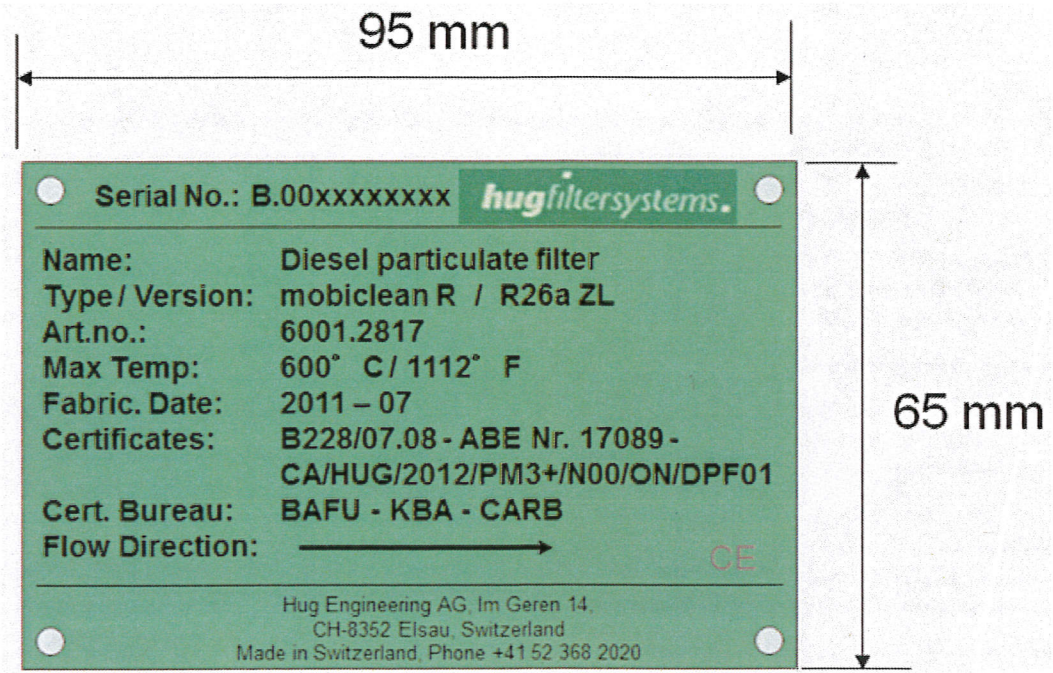 95 mm
Serial No.: B.00xxxxxxxx hugfiltersystems.
Name: Diesel particulate filter
Type / Version: mobiclean R / R26a ZL
Art.no.: 6001.2817
Max Temp: 600° C / 1112° F
Fabric. Date: 2011 – 07
Certificates: B228/07.08 - ABE Nr. 17089 -
CA/HUG/2012/PM3+/N00/ON/DPF01
Cert. Bureau: BAFU - KBA - CARB
Flow Direction:
CE
65 mm
Hug Engineering AG, Im Geren 14,
CH-8352 Elsau, Switzerland
Made in Switzerland, Phone +41 52 368 2020